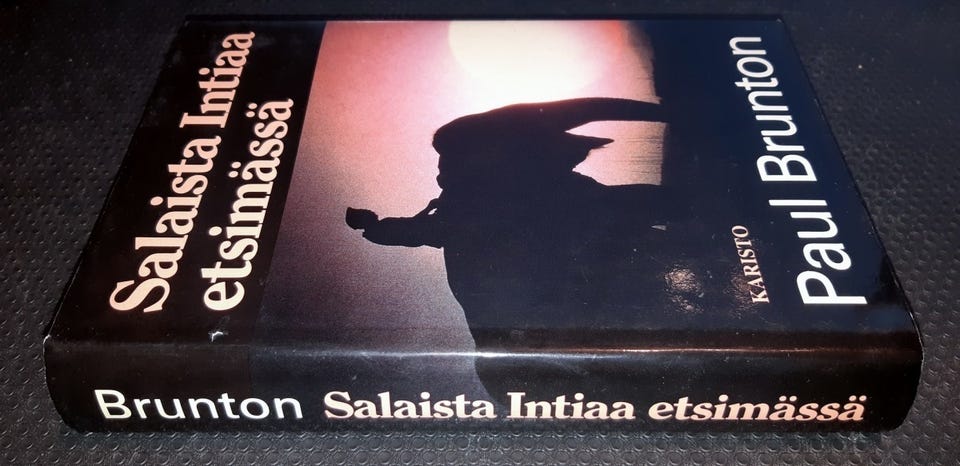 Salaista Intiaa
etsimässä
KARISTO
Paul Brunton
Brunton Salaista Intiaa etsimässä